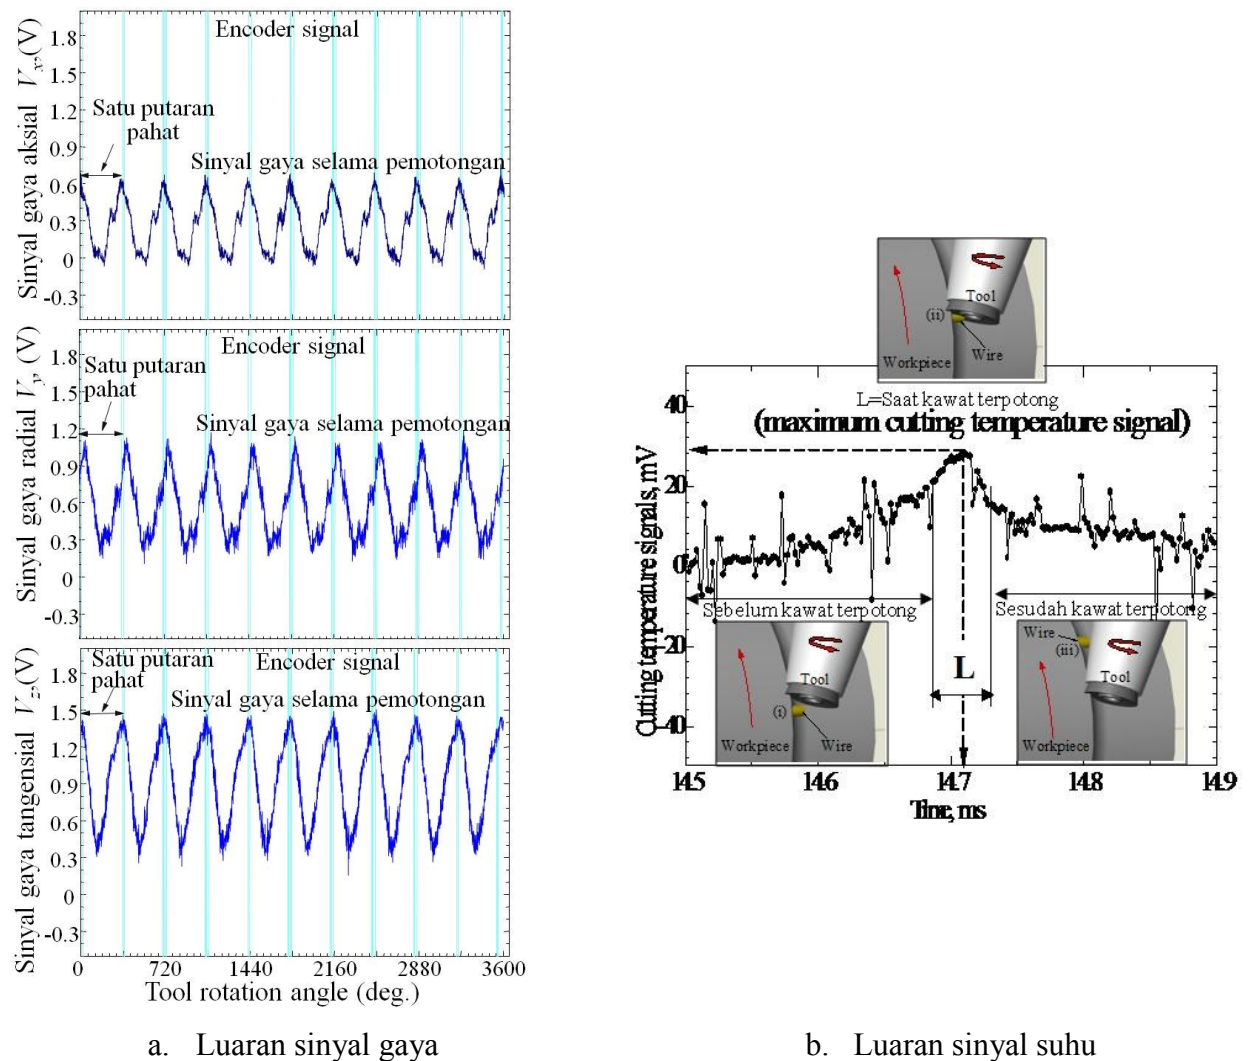 Encoder signal
Sinyal gaya aksial Vx,(V)
1.8
1.5
1.2
0.9
0.6
0.3
0
-0.3
Satu putaran
pahat
Sinyal gaya selama pemotongan
Encoder signal
Sinyal gaya radial Vy, (V)
1.8
1.5
1.2
0.9
0.6
0.3
0
-0.3
Satu putaran
pahat
Sinyal gaya selama pemotongan
Encoder signal
Sinyal gaya tangensial Vz,(V)
1.8
1.5
1.2
0.9
0.6
0.3
0
-0.3
Satu putaran
pahat
Sinyal gaya selama pemotongan
0 720 1440 2160 2880 3600
Tool rotation angle (deg.)
a. Luaran sinyal gaya
Tool
(ii)
Wire
Workpiece
L=Saat kawat terpotong
(maximum cutting temperature signal)
Cutting temperature signals, mV
40
20
0
-20
-40
Sebelum kawat terpotong
Sesudah kawat terpotong
L
Tool
(i)
Workpiece
Wire
Wire
(iii)
Tool
Workpiece
14.5 14.6 14.7 14.8 14.9
Time, ms
b. Luaran sinyal suhu